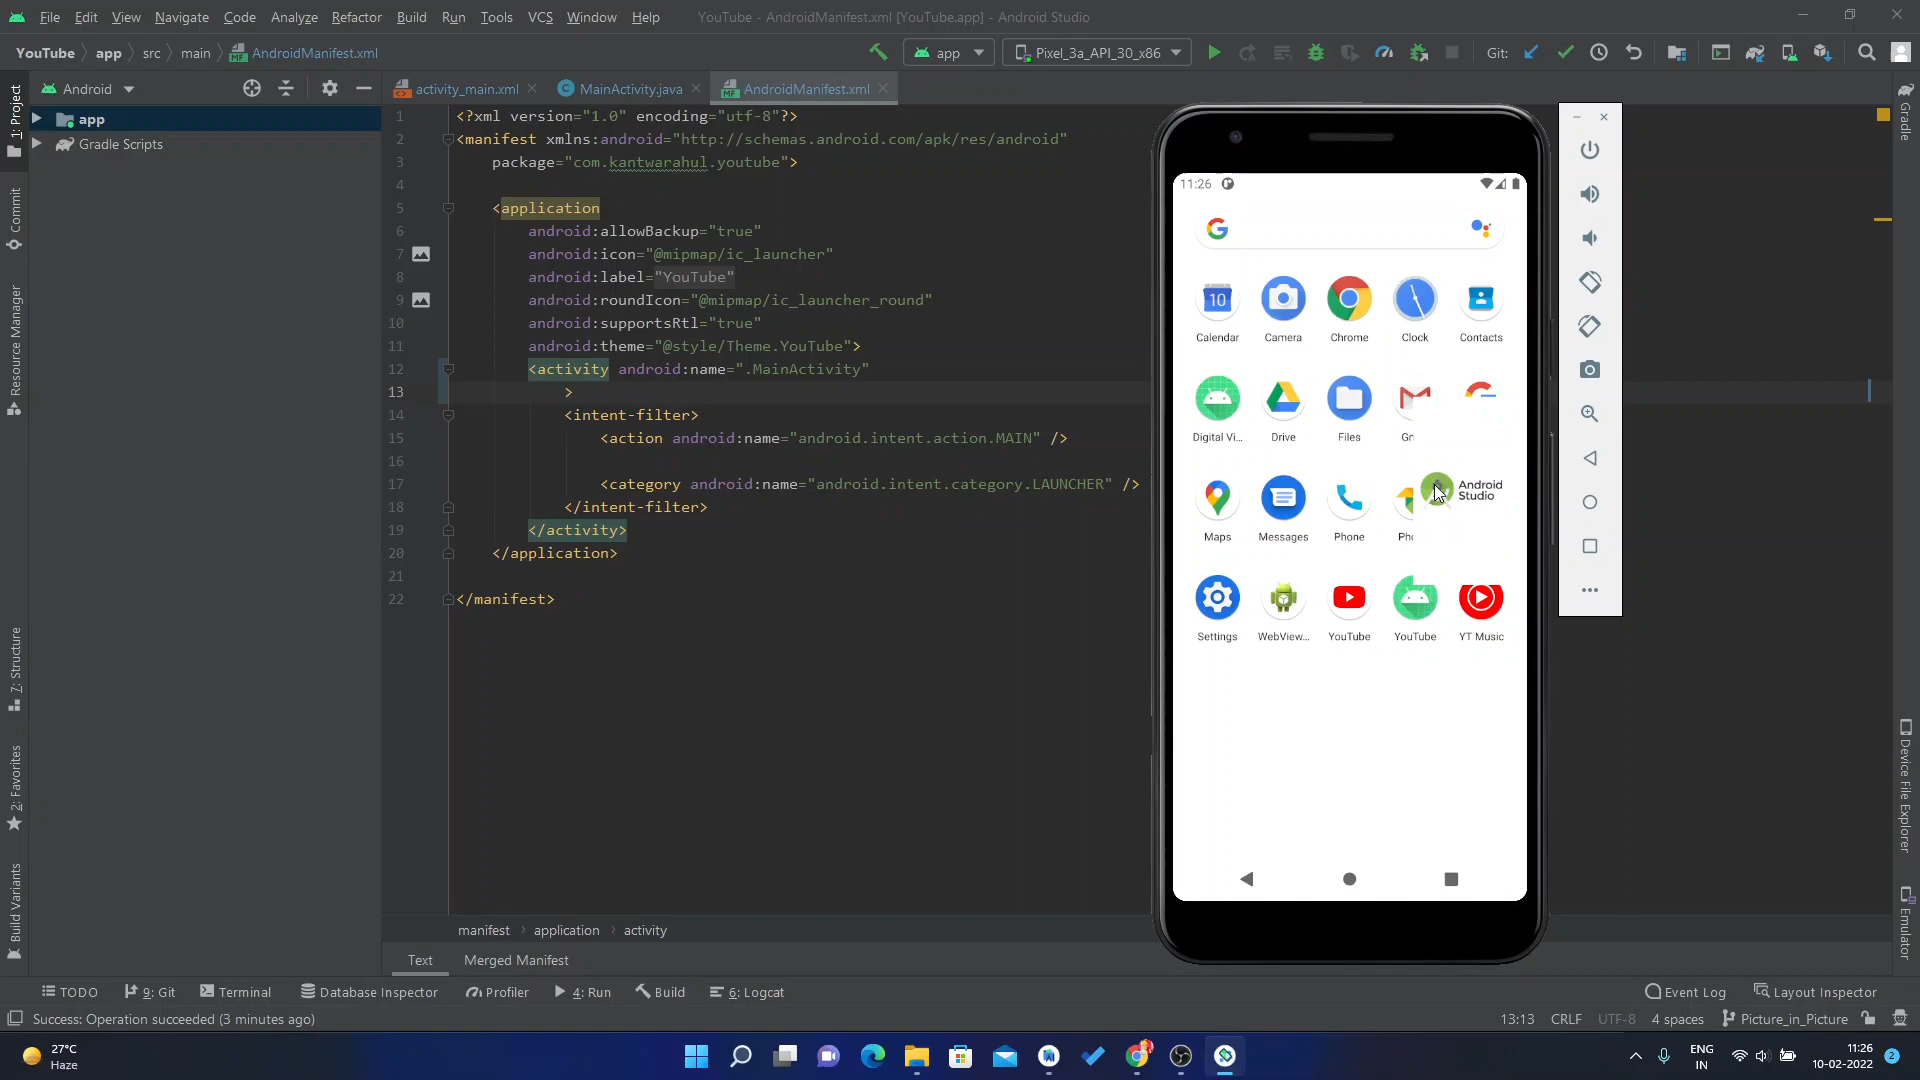 File Edit View Navigate Code Analyze Refactor Build Run Tools VCS Window Help YouTube - AndroidManifest.xml [YouTube.app] - Android Studio
YouTube app src main AndroidManifest.xml app Pixel_3a_API_30_x86 Git:
Android
activity_main.xml MainActivity.java AndroidManifest.xml
app
Gradle Scripts
1: Project
Commit
Resource Manager
7: Structure
2: Favorites
Build Variants
1 <?xml version="1.0" encoding="utf-8"?>
2 <manifest xmlns:android="http://schemas.android.com/apk/res/android"
3 package="com.kantwarahul.youtube">
4
5 <application
6 android:allowBackup="true"
7 android:icon="@mipmap/ic_launcher"
8 android:label="YouTube"
9 android:roundIcon="@mipmap/ic_launcher_round"
10 android:supportsRtl="true"
11 android:theme="@style/Theme.YouTube">
12 <activity android:name=".MainActivity"
13 >
14 <intent-filter>
15 <action android:name="android.intent.action.MAIN" />
16
17 <category android:name="android.intent.category.LAUNCHER" />
18 </intent-filter>
19 </activity>
20 </application>
21
22 </manifest>
11:26
G
10
Calendar Camera Chrome Clock Contacts
Digital Vi... Drive Files Gm
Android
Studio
Maps Messages Phone Pho
Settings WebView... YouTube YouTube YT Music
Gradle
Device File Explorer
Emulator
manifest application activity
Text Merged Manifest
TODO 9: Git Terminal Database Inspector Profiler 4: Run Build 6: Logcat Event Log Layout Inspector
Success: Operation succeeded (3 minutes ago) 13:13 CRLF UTF-8 4 spaces Picture_in_Picture
27°C
Haze
ENG
IN
11:26
10-02-2022
2